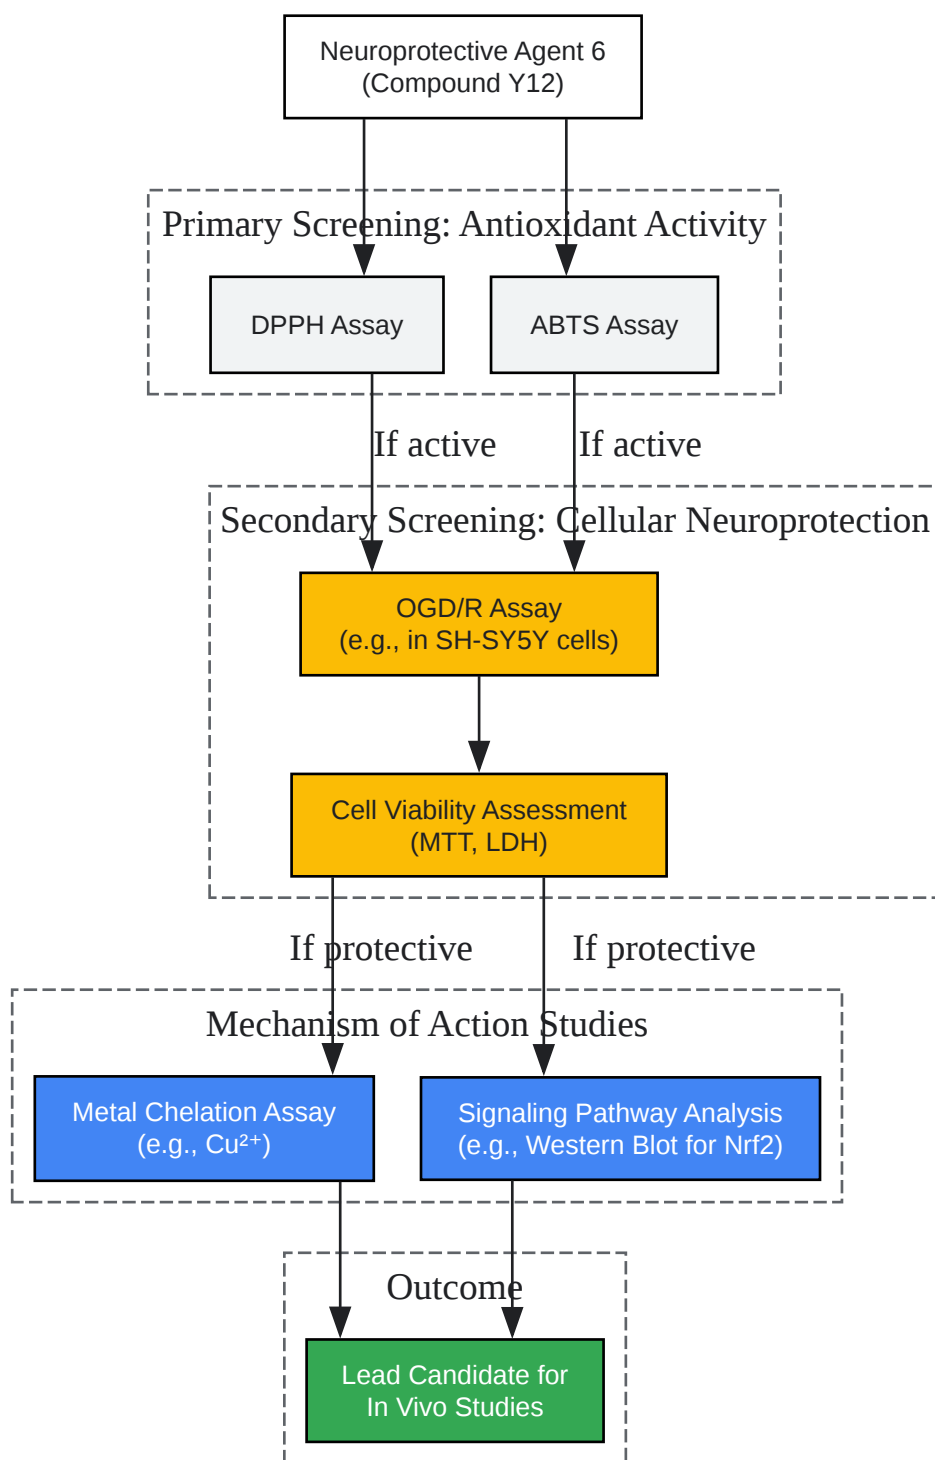 Neuroprotective Agent 6
(Compound Y12)
Primary Screening: Antioxidant Activity
DPPH Assay
ABTS Assay
If active
If active
Secondary Screening: Cellular Neuroprotection
OGD/R Assay
(e.g., in SH-SY5Y cells)
Cell Viability Assessment
(MTT, LDH)
If protective
If protective
Mechanism of Action Studies
Metal Chelation Assay
(e.g., Cu²⁺)
Signaling Pathway Analysis
(e.g., Western Blot for Nrf2)
Outcome
Lead Candidate for
In Vivo Studies